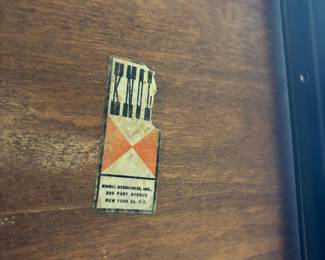 KNOLL
KNOLL ASSOCIATES, INC.
320 PARK AVENUE
NEW YORK 22, N.Y.